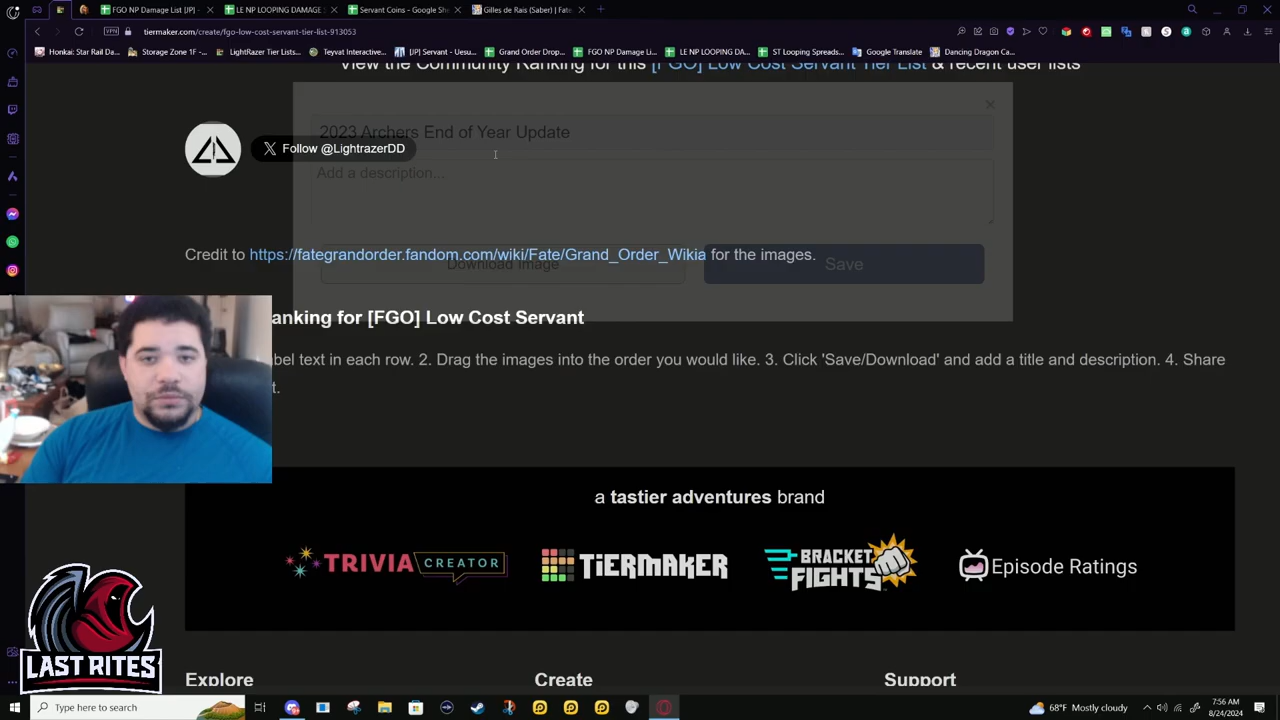 FGO NP Damage List [JP] -
LE NP LOOPING DAMAGE
Servant Coins - Google She
Gilles de Rais (Saber) | Fate
VPN
tiermaker.com/create/fgo-low-cost-servant-tier-list-913053
Honkai: Star Rail Da...
Storage Zone 1F -...
LightRazer Tier Lists...
Teyvat Interactive...
[JP] Servant - Uesu...
Grand Order Drop...
FGO NP Damage Li...
LE NP LOOPING DA...
ST Looping Spreads...
Google Translate
Dancing Dragon Ca...
View the Community Ranking for this [FGO] Low Cost Servant Tier List & recent user lists
2023 Archers End of Year Update
Follow @LightrazerDD
Add a description...
Credit to https://fategrandorder.fandom.com/wiki/Fate/Grand_Order_Wikia for the images.
Download Image
Save
anking for [FGO] Low Cost Servant
bel text in each row. 2. Drag the images into the order you would like. 3. Click 'Save/Download' and add a title and description. 4. Share
t.
a tastier adventures brand
TRIVIA CREATOR
TiERMAKER
BRACKET FIGHTS
Episode Ratings
LAST RITES
Explore
Create
Support
Type here to search
68°F Mostly cloudy
7:56 AM
8/24/2024